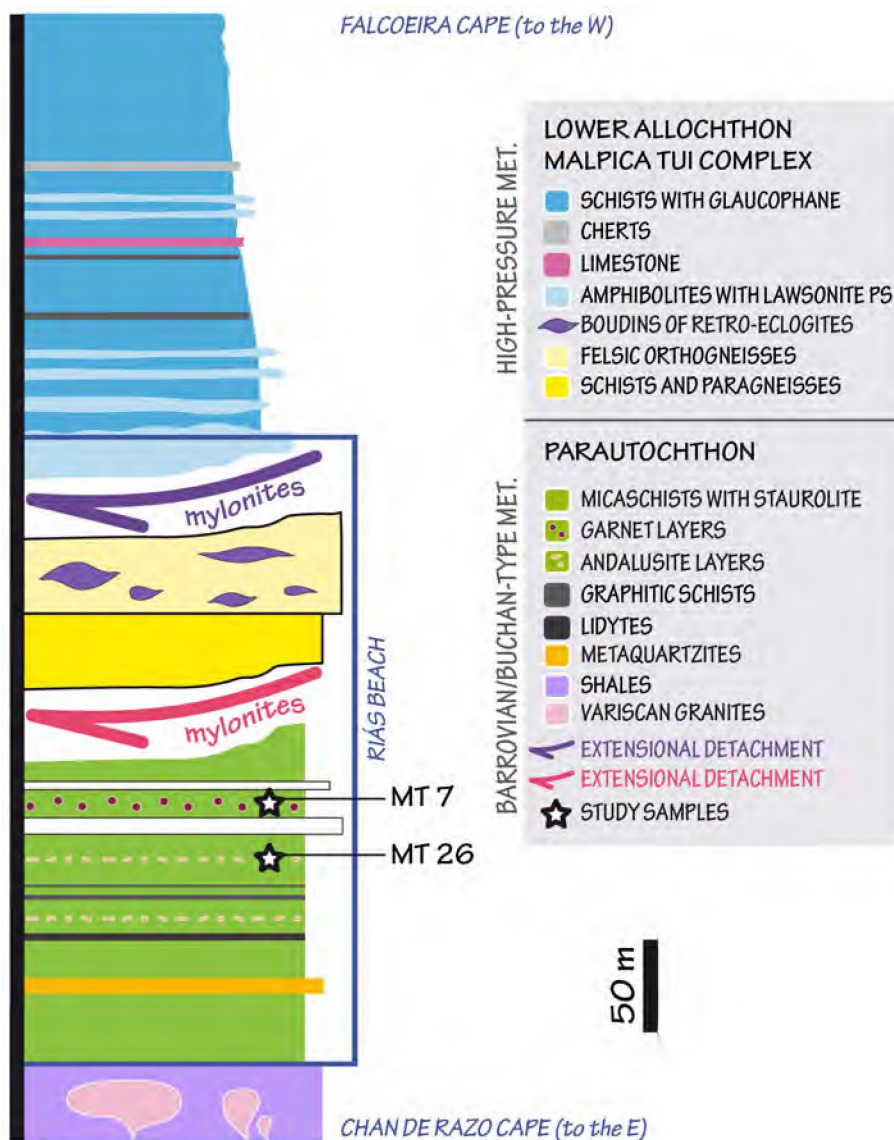 FALCOEIRA CAPE (to the W)
HIGH-PRESSURE MET.
LOWER ALLOCHTHON
MALPICA TUI COMPLEX
SCHISTS WITH GLAUCOPHANE
CHERTS
LIMESTONE
AMPHIBOLITES WITH LAWSONITE PS
BOUDINS OF RETRO-ECLOGITES
FELSIC ORTHOGNEISSES
SCHISTS AND PARAGNEISSES
BARROVIAN/BUCHAN-TYPE MET.
PARAUTOCHTHON
MICASCHISTS WITH STAUROLITE
GARNET LAYERS
ANDALUSITE LAYERS
GRAPHITIC SCHISTS
LIDYTES
METAQUARTZITES
SHALES
VARISCAN GRANITES
EXTENSIONAL DETACHMENT
EXTENSIONAL DETACHMENT
STUDY SAMPLES
mylonites
RIÁS BEACH
mylonites
MT 7
MT 26
50 m
CHAN DE RAZO CAPE (to the E)